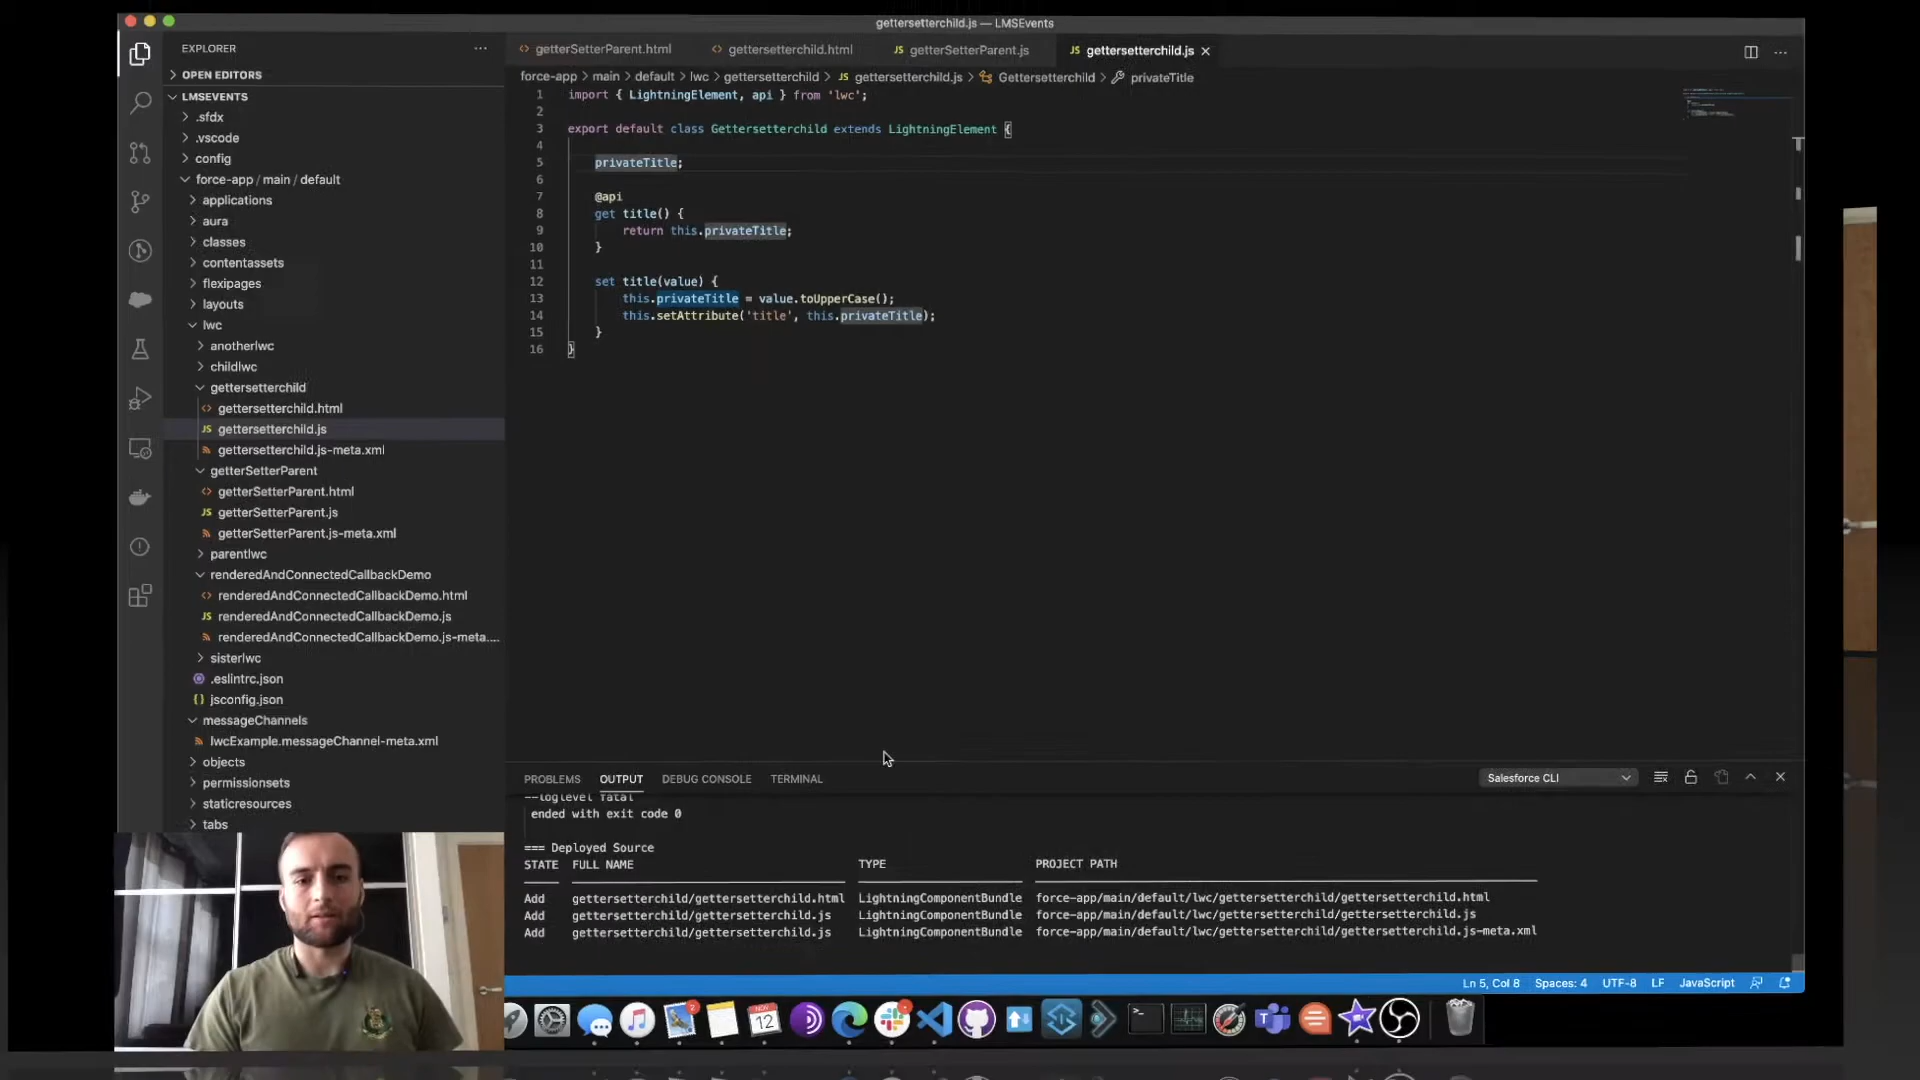 gettersetterchild.js — LMSEvents
EXPLORER
OPEN EDITORS
LMSEVENTS
.sfdx
.vscode
config
force-app / main / default
applications
aura
classes
contentassets
flexipages
layouts
lwc
anotherlwc
childlwc
gettersetterchild
gettersetterchild.html
gettersetterchild.js
gettersetterchild.js-meta.xml
getterSetterParent
getterSetterParent.html
getterSetterParent.js
getterSetterParent.js-meta.xml
parentlwc
renderedAndConnectedCallbackDemo
renderedAndConnectedCallbackDemo.html
renderedAndConnectedCallbackDemo.js
renderedAndConnectedCallbackDemo.js-meta....
sisterlwc
.eslintrc.json
jsconfig.json
messageChannels
lwcExample.messageChannel-meta.xml
objects
permissionsets
staticresources
tabs
getterSetterParent.html gettersetterchild.html getterSetterParent.js gettersetterchild.js
force-app > main > default > lwc > gettersetterchild > JS gettersetterchild.js > Gettersetterchild > privateTitle
1 import { LightningElement, api } from 'lwc';
2
3 export default class Gettersetterchild extends LightningElement {
4
5 privateTitle;
6
7 @api
8 get title() {
9 return this.privateTitle;
10 }
11
12 set title(value) {
13 this.privateTitle = value.toUpperCase();
14 this.setAttribute('title', this.privateTitle);
15 }
16 }
PROBLEMS OUTPUT DEBUG CONSOLE TERMINAL Salesforce CLI
--loglevel fatal
ended with exit code 0
=== Deployed Source
STATE FULL NAME TYPE PROJECT PATH
Add gettersetterchild/gettersetterchild.html LightningComponentBundle force-app/main/default/lwc/gettersetterchild/gettersetterchild.html
Add gettersetterchild/gettersetterchild.js LightningComponentBundle force-app/main/default/lwc/gettersetterchild/gettersetterchild.js
Add gettersetterchild/gettersetterchild.js LightningComponentBundle force-app/main/default/lwc/gettersetterchild/gettersetterchild.js-meta.xml
Ln 5, Col 8 Spaces: 4 UTF-8 LF JavaScript
NOV
12